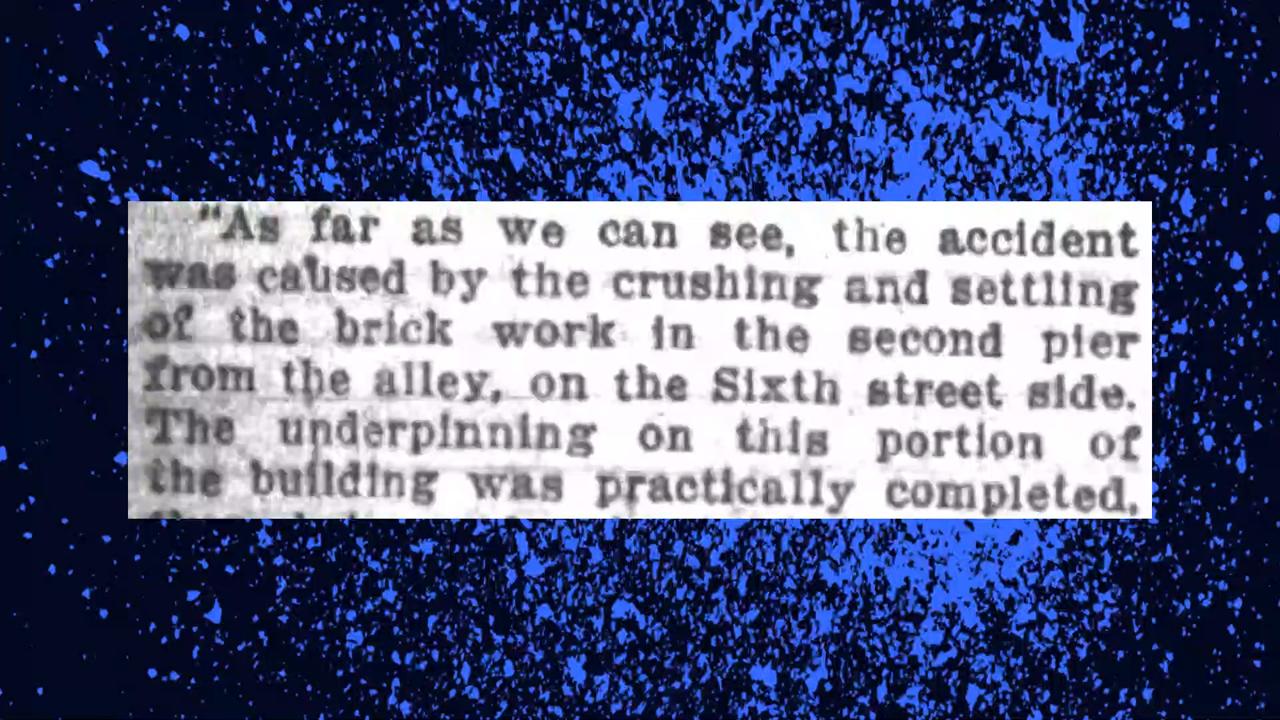 "As far as we can see, the accident
was caused by the crushing and settling
of the brick work in the second pier
from the alley, on the Sixth street side.
The underpinning on this portion of
the building was practically completed,